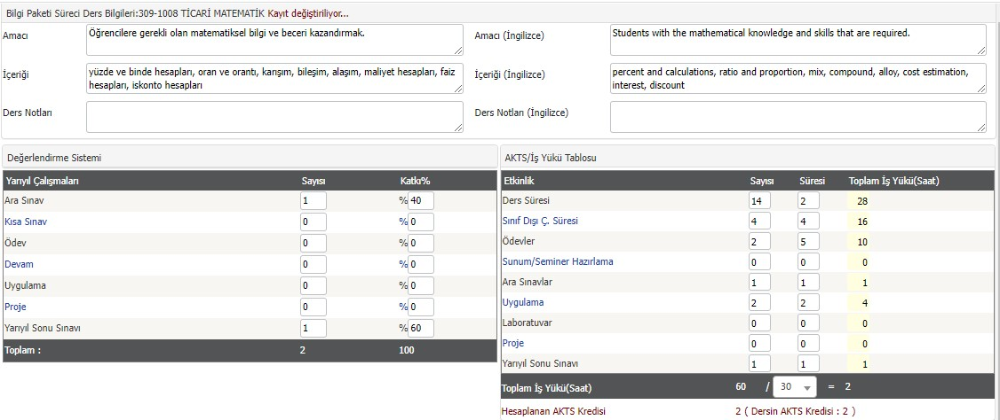 Bilgi Paketi Süreci Ders Bilgileri:309-1008 TİCARİ MATEMATİK Kayıt değiştiriliyor...
Amacı
Öğrencilere gerekli olan matematiksel bilgi ve beceri kazandırmak.
Amacı (İngilizce)
Students with the mathematical knowledge and skills that are required.
İçeriği
yüzde ve binde hesapları, oran ve orantı, karışım, bileşim, alaşım, maliyet hesapları, faiz
hesapları, iskonto hesapları
İçeriği (İngilizce)
percent and calculations, ratio and proportion, mix, compound, alloy, cost estimation,
interest, discount
Ders Notları
Ders Notları (İngilizce)
Değerlendirme Sistemi
Yarıyıl Çalışmaları Sayısı Katkı%
Ara Sınav 1 %40
Kısa Sınav 0 %0
Ödev 0 %0
Devam 0 %0
Uygulama 0 %0
Proje 0 %0
Yarıyıl Sonu Sınavı 1 %60
Toplam : 2 100
AKTS/İş Yükü Tablosu
Etkinlik Sayısı Süresi Toplam İş Yükü(Saat)
Ders Süresi 14 2 28
Sınıf Dışı Ç. Süresi 4 4 16
Ödevler 2 5 10
Sunum/Seminer Hazırlama 0 0 0
Ara Sınavlar 1 1 1
Uygulama 2 2 4
Laboratuvar 0 0 0
Proje 0 0 0
Yarıyıl Sonu Sınavı 1 1 1
Toplam İş Yükü(Saat) 60 / 30 = 2
Hesaplanan AKTS Kredisi 2 ( Dersin AKTS Kredisi : 2 )